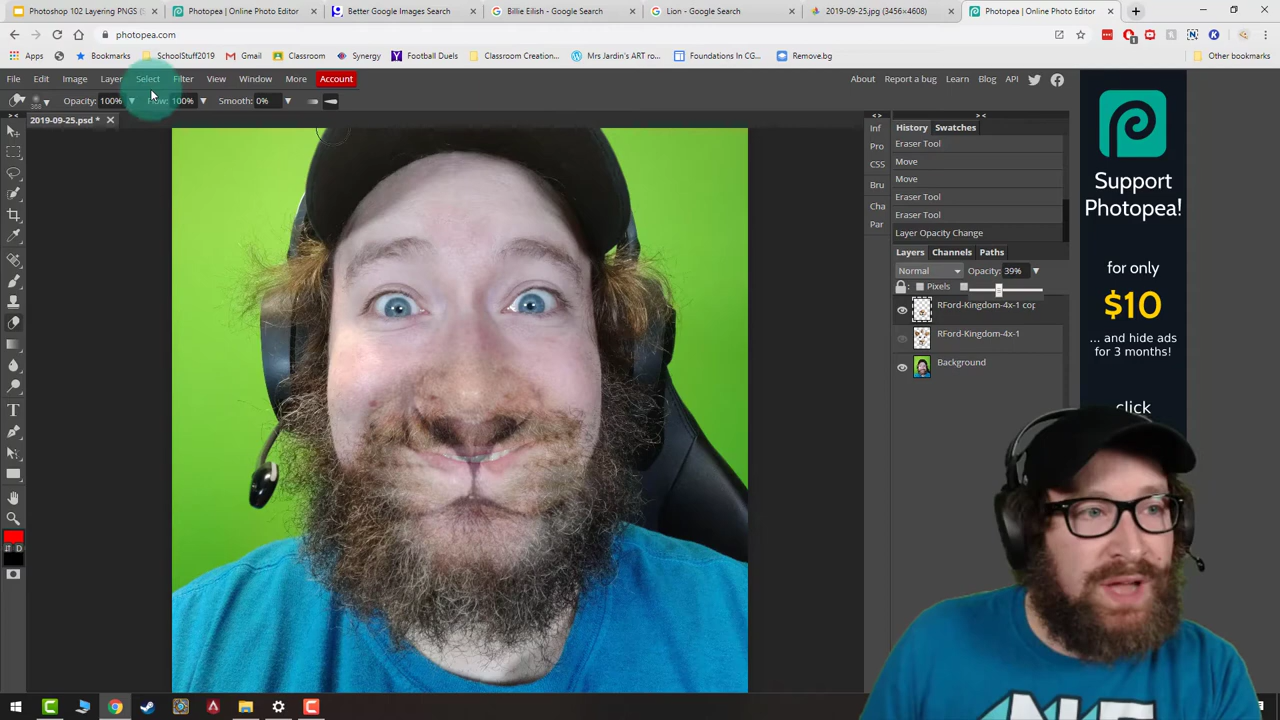 Photoshop 102 Layering PNGS (S
Photopea | Online Photo Editor
Better Google Images Search
Billie Eilish - Google Search
Lion - Google Search
2019-09-25.jpg (3456×4608)
Photopea | Online Photo Editor
photopea.com
Apps
Bookmarks
SchoolStuff2019
Gmail
Classroom
Synergy
Football Duels
Classroom Creation...
Mrs Jardin's group o...
Foundations In CG...
Remove.bg
Other bookmarks
File Edit Image Layer Select Filter View Window More Account
About Report a bug Learn Blog API
368 Opacity: 100% Flow: 100% Smooth: 0%
2019-09-25.psd *
Inf
Pro
CSS
Bru
Cha
Par
History Swatches
Eraser Tool
Move
Move
Eraser Tool
Eraser Tool
Layer Opacity Change
Layers Channels Paths
Normal Opacity: 39%
Pixels
RFord-Kingdom-4x-1 cop
RFord-Kingdom-4x-1
Background
Support
Photopea!
for only
$10
... and hide ads
for 3 months!
click
D